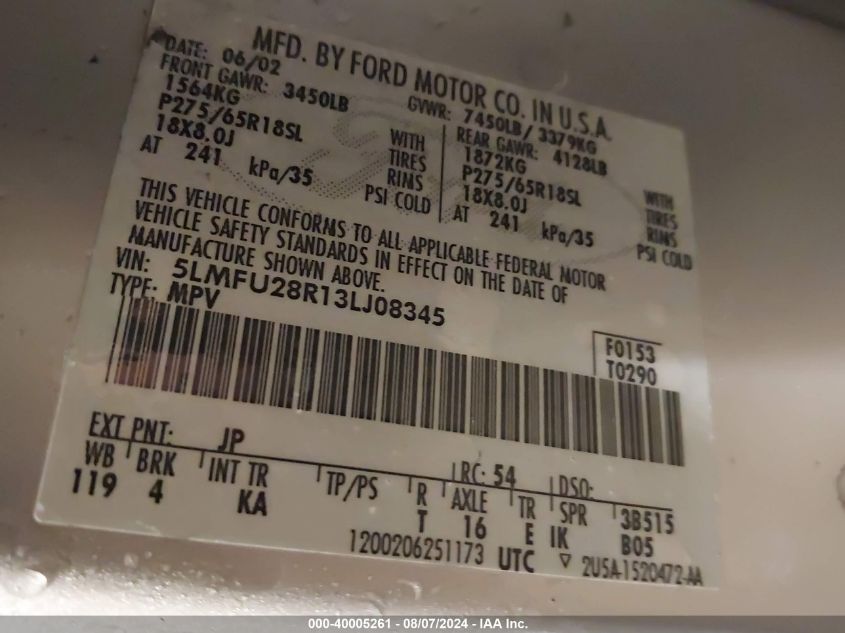 MFD. BY FORD MOTOR CO. IN U.S.A.
DATE: 06/02 GVWR: 7450LB/ 3379KG
FRONT GAWR: 3450LB REAR GAWR: 4128LB
1564KG WITH 1872KG WITH
P275/65R18SL TIRES P275/65R18SL TIRES
18X8.0J RIMS 18X8.0J RIMS
AT 241 kPa/35 PSI COLD AT 241 kPa/35 PSI COLD
THIS VEHICLE CONFORMS TO ALL APPLICABLE FEDERAL MOTOR
VEHICLE SAFETY STANDARDS IN EFFECT ON THE DATE OF
MANUFACTURE SHOWN ABOVE.
VIN: 5LMFU28R13LJ08345
TYPE: MPV
F0153
T0290
EXT PNT: JP RC: 54 DSO:
WB BRK INT TR TP/PS R AXLE TR SPR 3B515
119 4 KA T 16 E IK B05
1200206251173 UTC ▽ 2U5A-1520472-AA
000-40005261 - 08/07/2024 - IAA Inc.